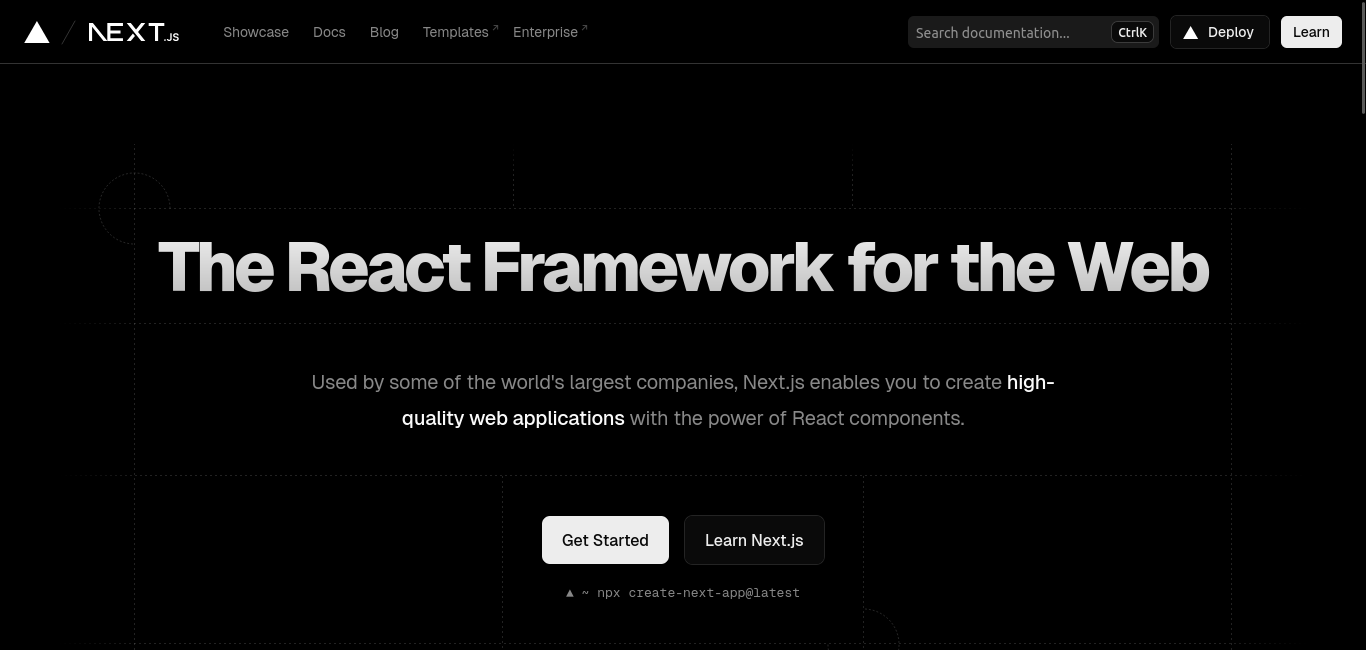 NEXT.JS
Showcase Docs Blog Templates Enterprise
Search documentation... CtrlK
Deploy
Learn
The React Framework for the Web
Used by some of the world's largest companies, Next.js enables you to create high-
quality web applications with the power of React components.
Get Started
Learn Next.js
▲ ~ npx create-next-app@latest